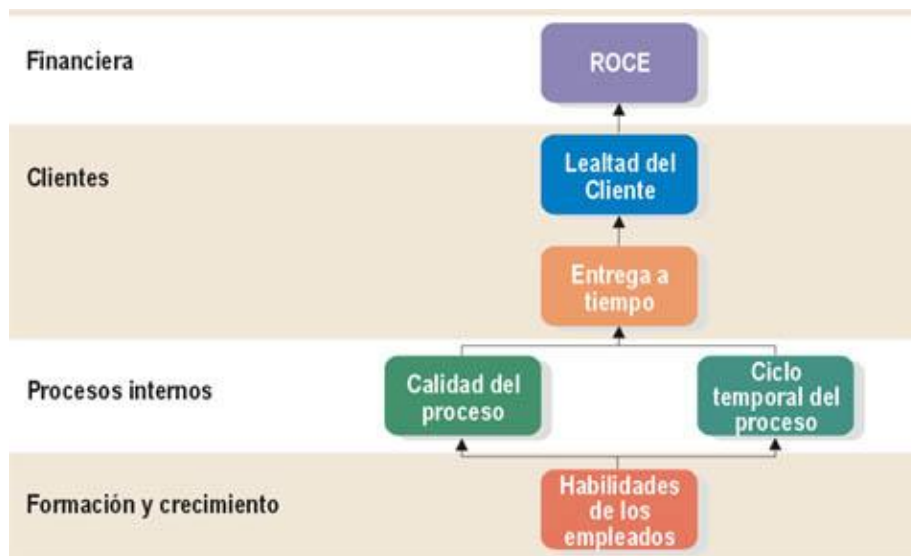 Financiera
ROCE
Clientes
Lealtad del
Cliente
Entrega a
tiempo
Procesos internos
Calidad del
proceso
Ciclo
temporal del
proceso
Formación y crecimiento
Habilidades
de los
empleados